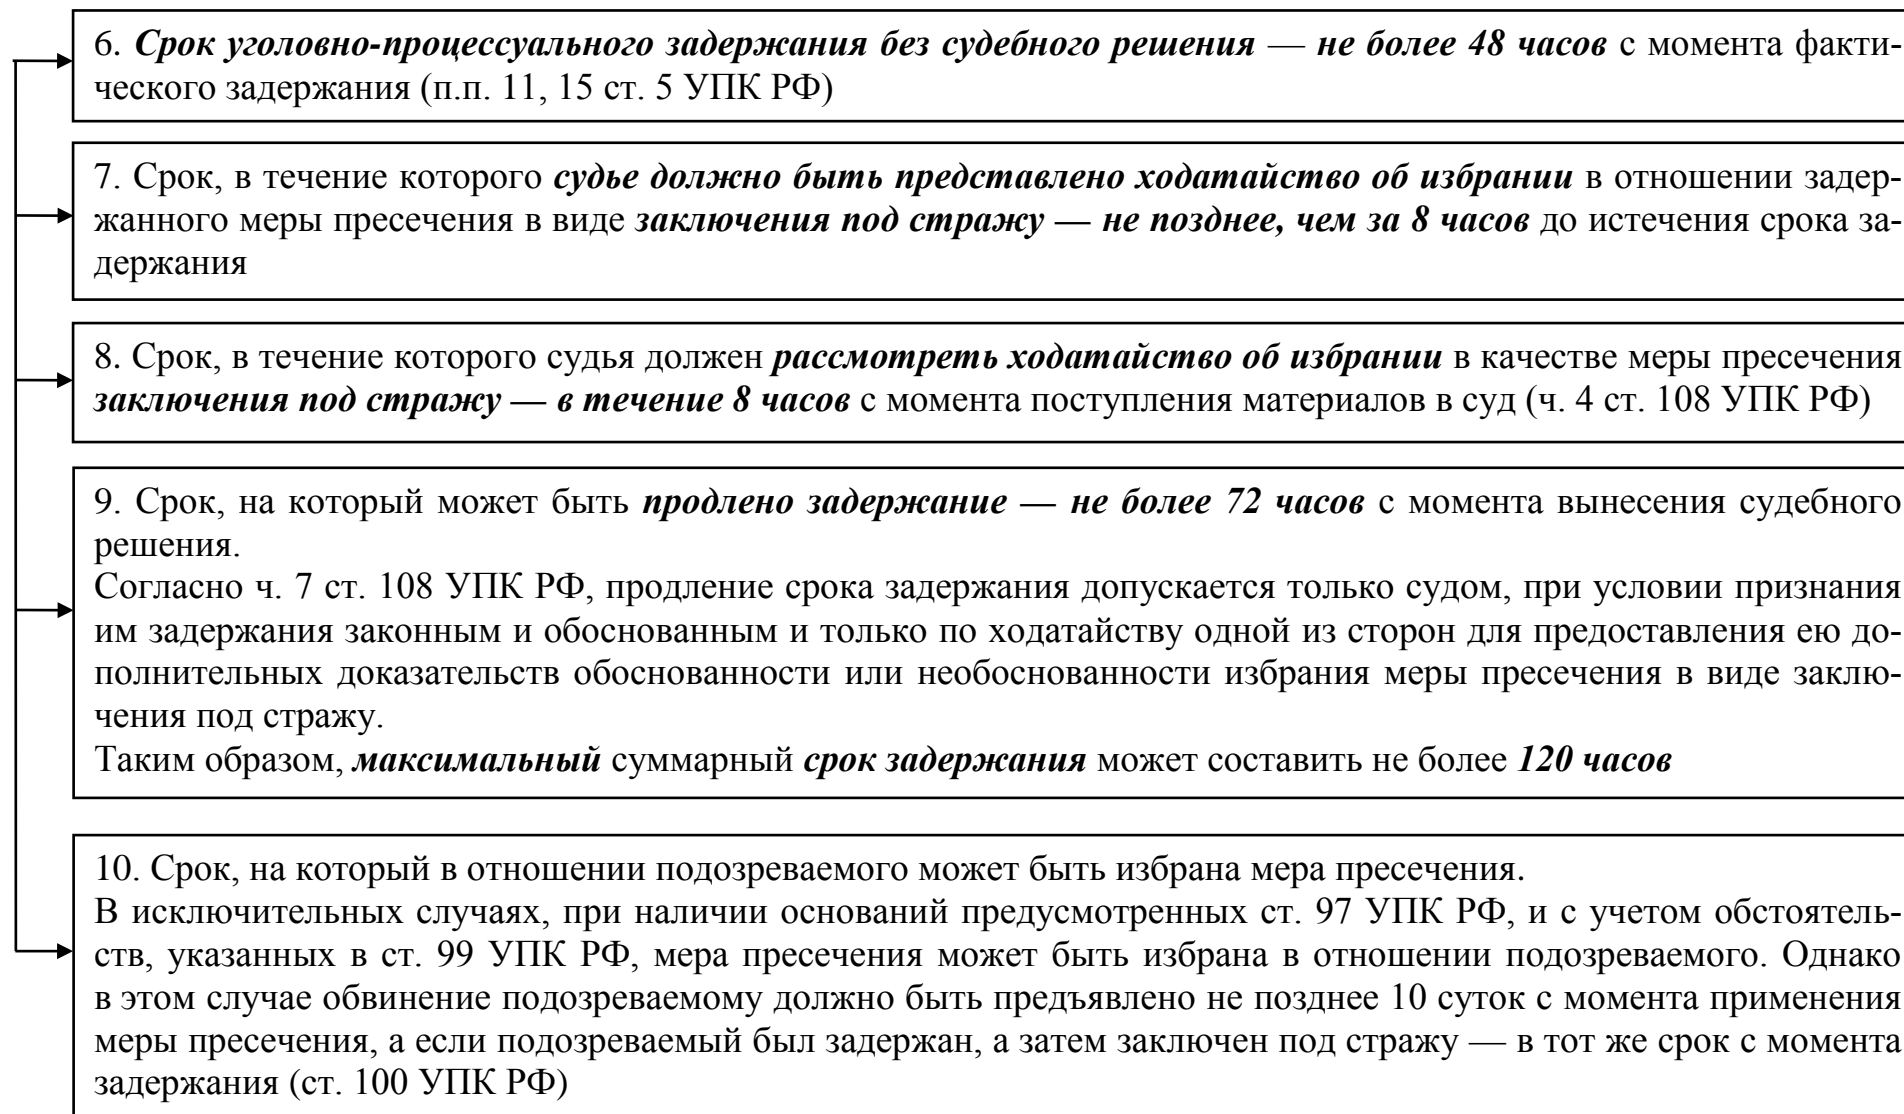 6. Срок уголовно-процессуального задержания без судебного решения — не более 48 часов с момента факти-
ческого задержания (п.п. 11, 15 ст. 5 УПК РФ)
7. Срок, в течение которого судье должно быть представлено ходатайство об избрании в отношении задер-
жанного меры пресечения в виде заключения под стражу — не позднее, чем за 8 часов до истечения срока за-
держания
8. Срок, в течение которого судья должен рассмотреть ходатайство об избрании в качестве меры пресечения
заключения под стражу — в течение 8 часов с момента поступления материалов в суд (ч. 4 ст. 108 УПК РФ)
9. Срок, на который может быть продлено задержание — не более 72 часов с момента вынесения судебного
решения.
Согласно ч. 7 ст. 108 УПК РФ, продление срока задержания допускается только судом, при условии признания
им задержания законным и обоснованным и только по ходатайству одной из сторон для предоставления ею до-
полнительных доказательств обоснованности или необоснованности избрания меры пресечения в виде заклю-
чения под стражу.
Таким образом, максимальный суммарный срок задержания может составить не более 120 часов
10. Срок, на который в отношении подозреваемого может быть избрана мера пресечения.
В исключительных случаях, при наличии оснований предусмотренных ст. 97 УПК РФ, и с учетом обстоятель-
ств, указанных в ст. 99 УПК РФ, мера пресечения может быть избрана в отношении подозреваемого. Однако
в этом случае обвинение подозреваемому должно быть предъявлено не позднее 10 суток с момента применения
меры пресечения, а если подозреваемый был задержан, а затем заключен под стражу — в тот же срок с момента
задержания (ст. 100 УПК РФ)